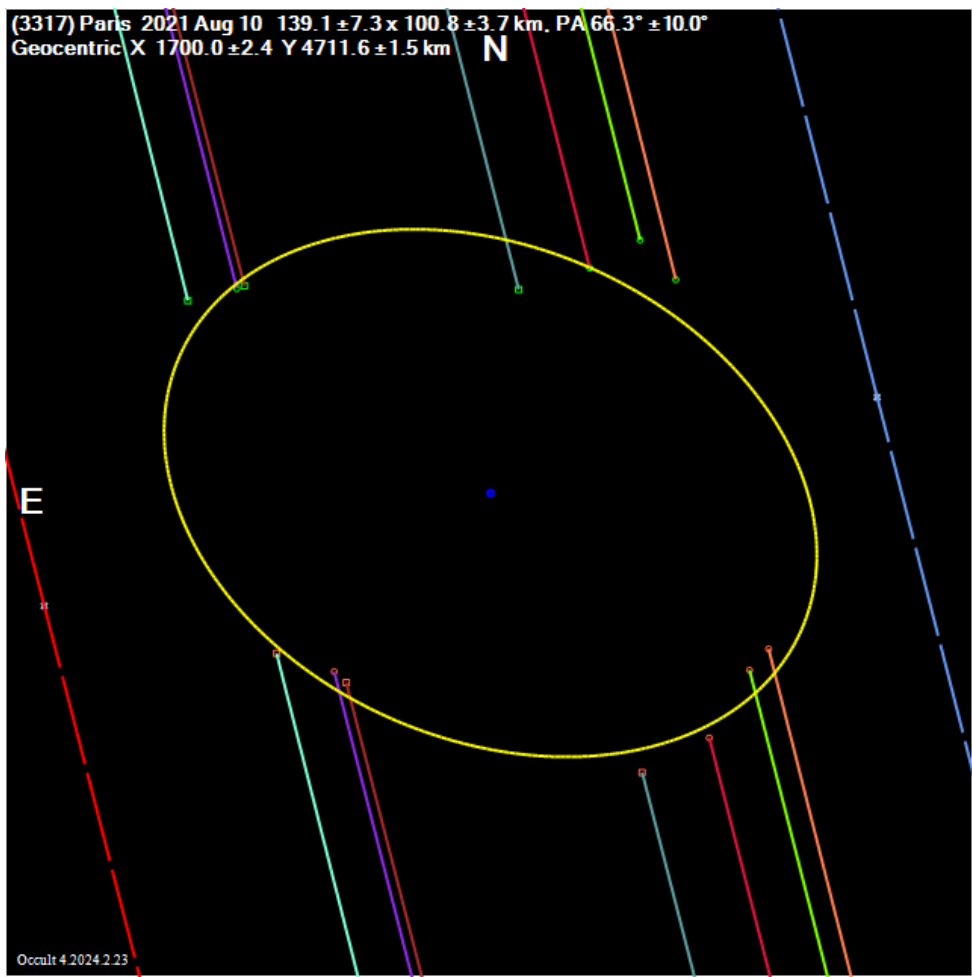 (3317) Paris 2021 Aug 10 139.1 ±7.3 x 100.8 ±3.7 km, PA 66.3° ±10.0°
Geocentric X 1700.0 ±2.4 Y 4711.6 ±1.5 km
N
E
Occult 4.2024.2.23